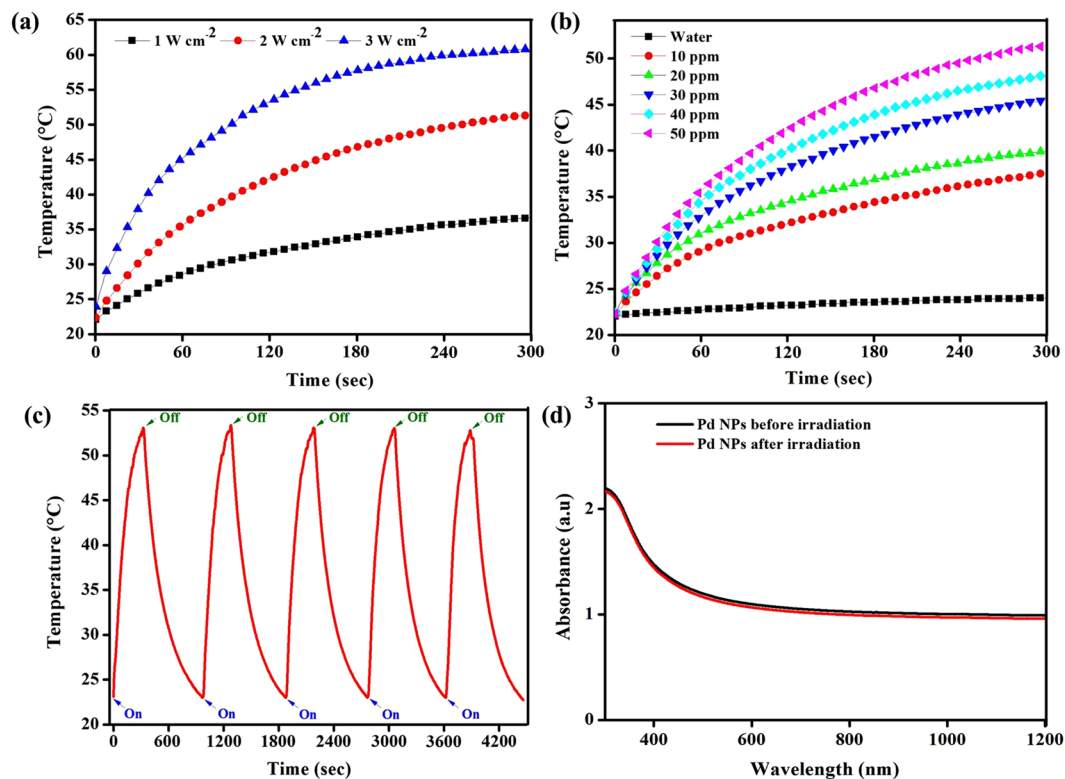 (a)
1 W cm-2 2 W cm-2 3 W cm-2
65
60
55
50
45
40
35
30
25
20
0 60 120 180 240 300
Temperature (°C)
Time (sec)
(b)
Water
10 ppm
20 ppm
30 ppm
40 ppm
50 ppm
50
45
40
35
30
25
20
0 60 120 180 240 300
Temperature (°C)
Time (sec)
(c)
Off Off Off Off Off
55
50
45
40
35
30
25
20
On On On On On
0 600 1200 1800 2400 3000 3600 4200
Temperature (°C)
Time (sec)
(d)
Pd NPs before irradiation
Pd NPs after irradiation
3
2
1
0
400 600 800 1000 1200
Absorbance (a.u)
Wavelength (nm)